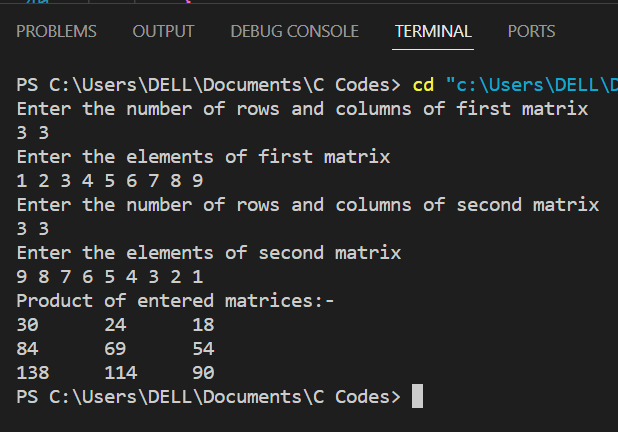 PROBLEMS OUTPUT DEBUG CONSOLE TERMINAL PORTS
PS C:\Users\DELL\Documents\C Codes> cd "c:\Users\DELL\D
Enter the number of rows and columns of first matrix
3 3
Enter the elements of first matrix
1 2 3 4 5 6 7 8 9
Enter the number of rows and columns of second matrix
3 3
Enter the elements of second matrix
9 8 7 6 5 4 3 2 1
Product of entered matrices:-
30 24 18
84 69 54
138 114 90
PS C:\Users\DELL\Documents\C Codes>